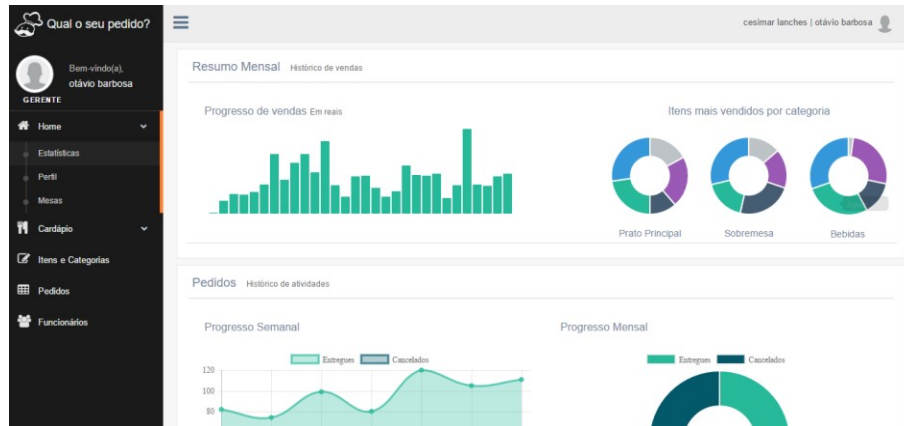 Qual o seu pedido?
cesimar lanches | otávio barbosa
Bem-vindo(a),
otávio barbosa
GERENTE
Home
Estatísticas
Perfil
Mesas
Cardápio
Itens e Categorias
Pedidos
Funcionários
Resumo Mensal Histórico de vendas
Progresso de vendas Em reais
Itens mais vendidos por categoria
Prato Principal
Sobremesa
Bebidas
Pedidos Histórico de atividades
Progresso Semanal
Entregues Cancelados
120
100
80
Progresso Mensal
Entregues Cancelados